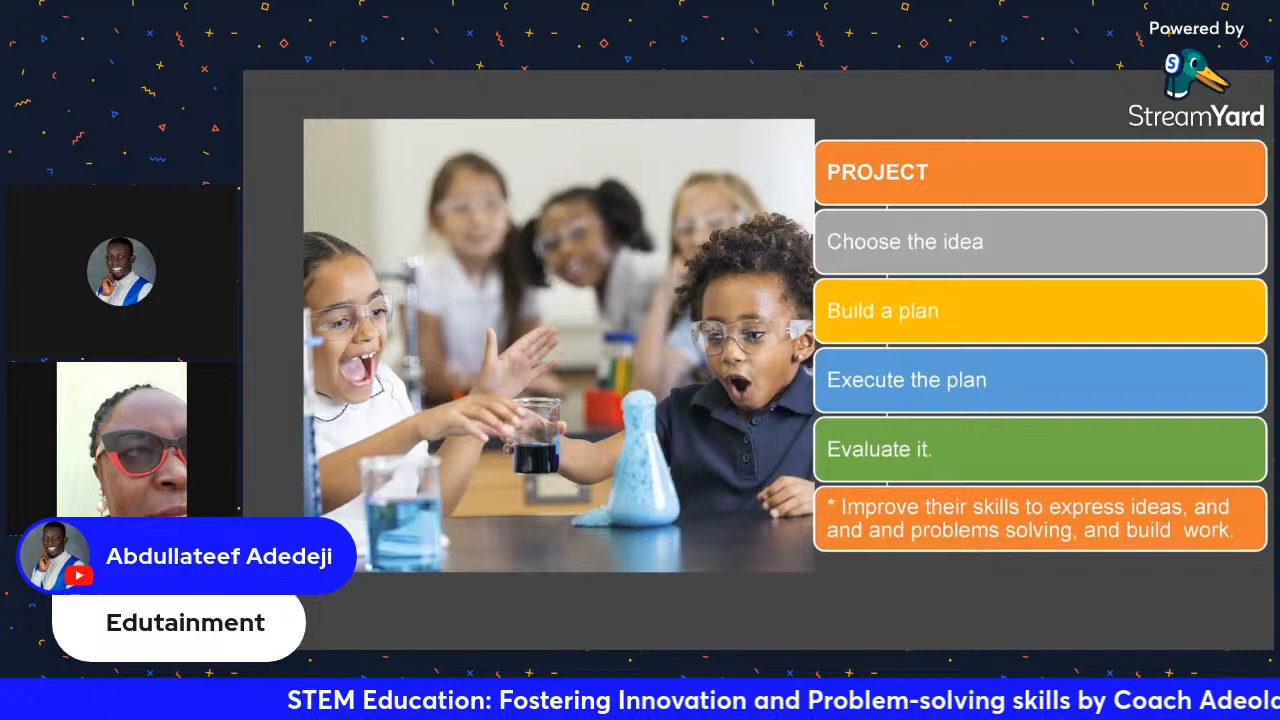 Powered by
S
StreamYard
PROJECT
Choose the idea
Build a plan
Execute the plan
Evaluate it.
* Improve their skills to express ideas, and
and and problems solving, and build work.
Abdullateef Adedeji
Edutainment
STEM Education: Fostering Innovation and Problem-solving skills by Coach Adeol